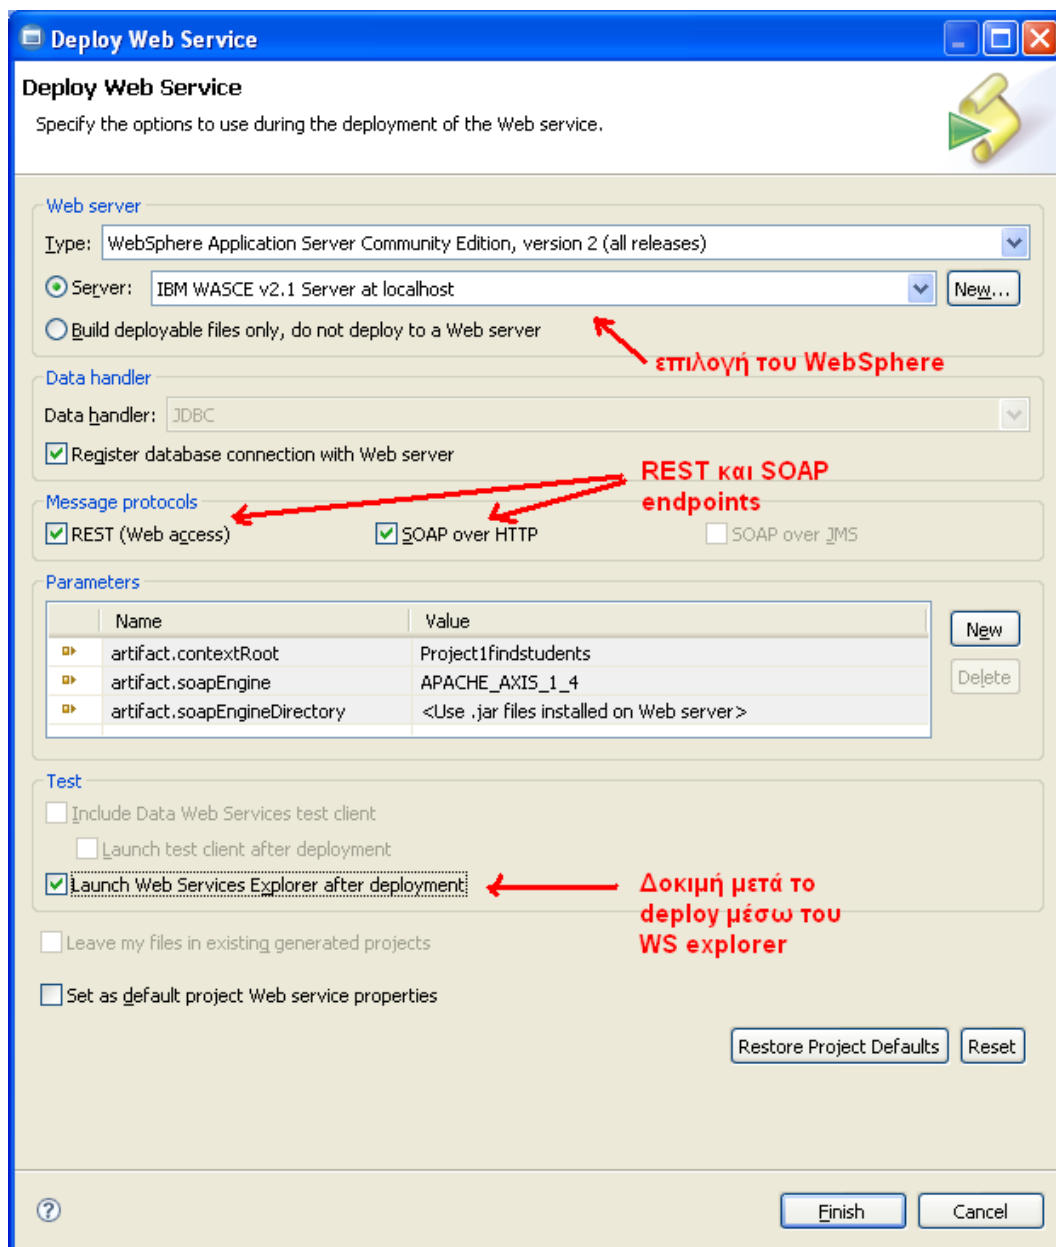 Deploy Web Service
Deploy Web Service
Specify the options to use during the deployment of the Web service.
Web server
Type: WebSphere Application Server Community Edition, version 2 (all releases)
Server: IBM WASCE v2.1 Server at localhost New...
Build deployable files only, do not deploy to a Web server
επιλογή του WebSphere
Data handler
Data handler: JDBC
Register database connection with Web server
REST και SOAP
endpoints
Message protocols
REST (Web access) SOAP over HTTP SOAP over JMS
Parameters
Name Value
New
artifact.contextRoot Project1findstudents
artifact.soapEngine APACHE_AXIS_1_4
Delete
artifact.soapEngineDirectory <Use .jar files installed on Web server>
Test
Include Data Web Services test client
Launch test client after deployment
Launch Web Services Explorer after deployment
Δοκιμή μετά το
deploy μέσω του
WS explorer
Leave my files in existing generated projects
Set as default project Web service properties
Restore Project Defaults Reset
? Finish Cancel